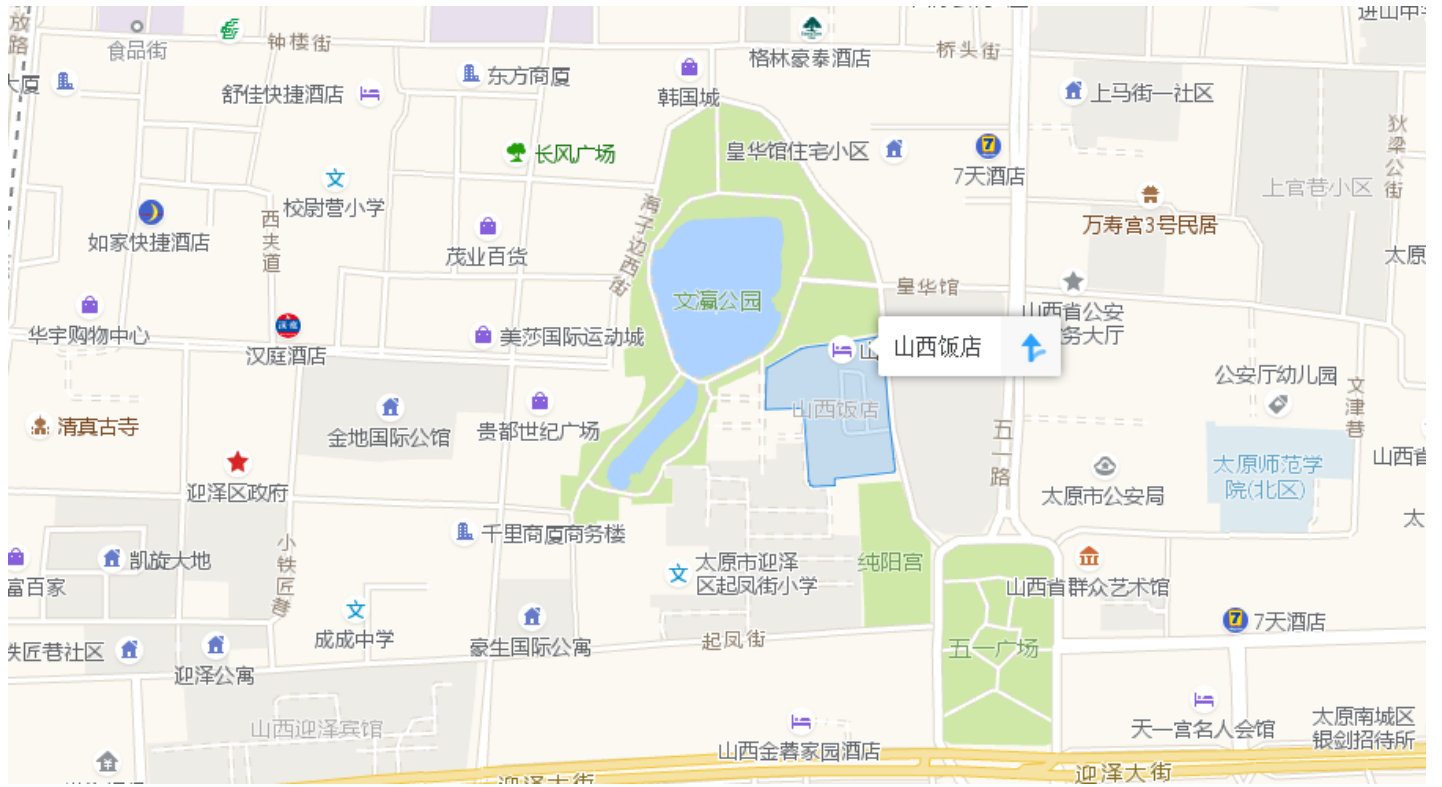 放路
食品街
钟楼街
东方商厦
舒佳快捷酒店
韩国城
格林豪泰酒店
桥头街
上马街一社区
大厦
长风广场
皇华馆住宅小区
7天酒店
狄梁公街
上官巷小区
校尉营小学
西夹道
如家快捷酒店
茂业百货
海子边西街
万寿宫3号民居
太原
文瀛公园
皇华馆
山西省公安
务大厅
华宇购物中心
汉庭酒店
美莎国际运动城
山西饭店
公安厅幼儿园
文津巷
山西饭店
清真古寺
金地国际公馆
贵都世纪广场
五一路
太原师范学
院(北区)
山西省
迎泽区政府
太原市公安局
太
千里商厦商务楼
小铁匠巷
凯旋大地
富百家
太原市迎泽
区起凤街小学
纯阳宫
山西省群众艺术馆
成成中学
豪生国际公寓
起凤街
五一广场
7天酒店
铁匠巷社区
迎泽公寓
山西迎泽宾馆
山西金薯家园酒店
天一宫名人会馆
太原南城区
银剑招待所
迎泽大街
迎泽大街